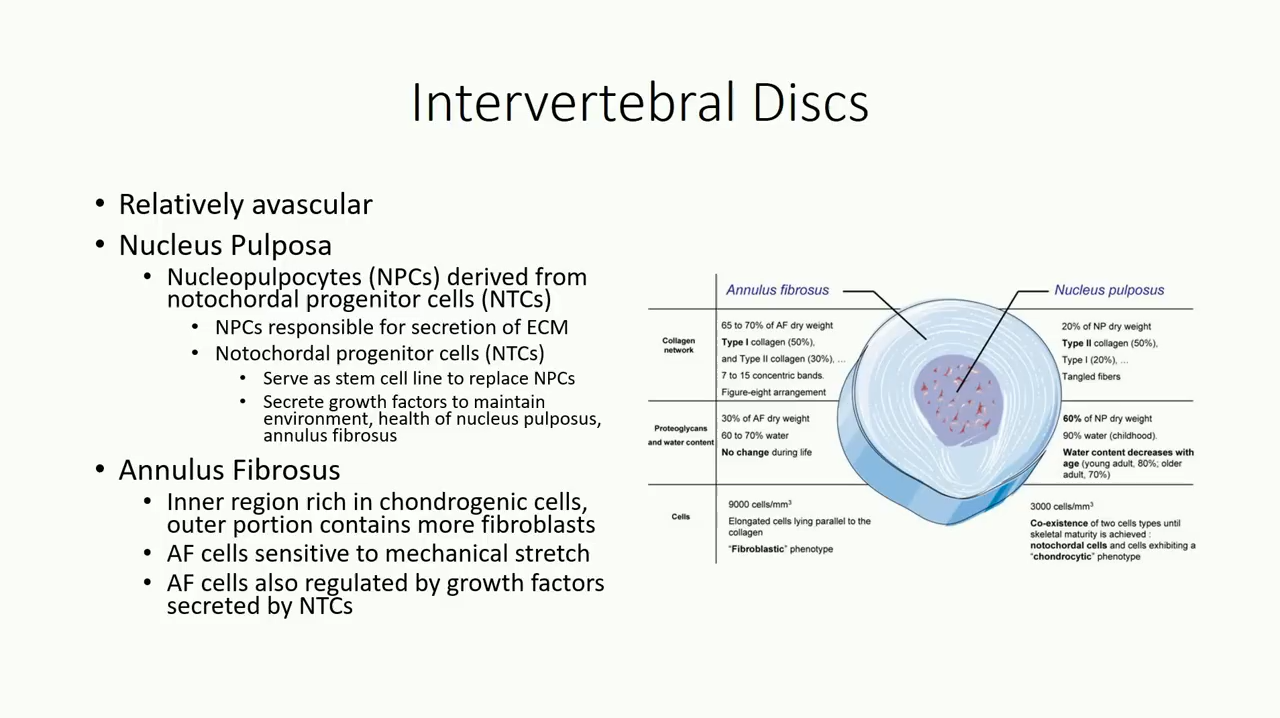 Intervertebral Discs
• Relatively avascular
• Nucleus Pulposa
• Nucleopulpocytes (NPCs) derived from
notochordal progenitor cells (NTCs)
• NPCs responsible for secretion of ECM
• Notochordal progenitor cells (NTCs)
• Serve as stem cell line to replace NPCs
• Secrete growth factors to maintain
environment, health of nucleus pulposus,
annulus fibrosus
• Annulus Fibrosus
• Inner region rich in chondrogenic cells,
outer portion contains more fibroblasts
• AF cells sensitive to mechanical stretch
• AF cells also regulated by growth factors
secreted by NTCs
Annulus fibrosus
Nucleus pulposus
Collagen
network
65 to 70% of AF dry weight
Type I collagen (50%),
and Type II collagen (30%), ...
7 to 15 concentric bands.
Figure-eight arrangement
20% of NP dry weight
Type II collagen (50%),
Type I (20%), ...
Tangled fibers
Proteoglycans
and water content
30% of AF dry weight
60 to 70% water
No change during life
60% of NP dry weight
90% water (childhood).
Water content decreases with
age (young adult, 80%; older
adult, 70%)
Cells
9000 cells/mm³
Elongated cells lying parallel to the
collagen
"Fibroblastic" phenotype
3000 cells/mm³
Co-existence of two cells types until
skeletal maturity is achieved :
notochordal cells and cells exhibiting a
"chondrocytic" phenotype